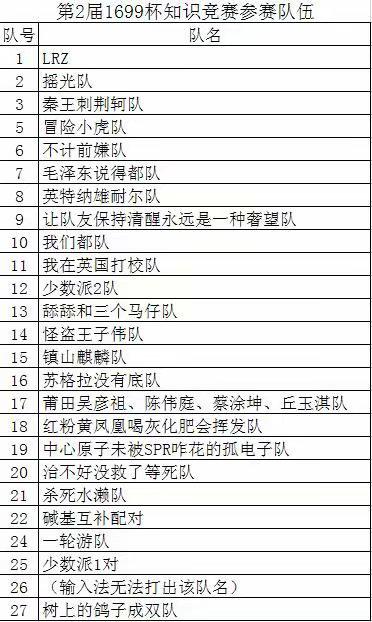 第2届1699杯知识竞赛参赛队伍
队号 队名
1 LRZ
2 摇光队
3 秦王刺荆轲队
5 冒险小虎队
6 不计前嫌队
7 毛泽东说得都队
8 英特纳雄耐尔队
9 让队友保持清醒永远是一种奢望队
10 我们都队
11 我在英国打校队
12 少数派2队
13 舔舔和三个马仔队
14 怪盗王子伟队
15 镇山麒麟队
16 苏格拉没有底队
17 莆田吴彦祖、陈伟庭、蔡涂坤、丘玉淇队
18 红粉黄凤凰喝灰化肥会挥发队
19 中心原子未被SPR咋花的孤电子队
20 治不好没救了等死队
21 杀死水濑队
22 碱基互补配对
24 一轮游队
25 少数派1对
26 （输入法无法打出该队名）
27 树上的鸽子成双队